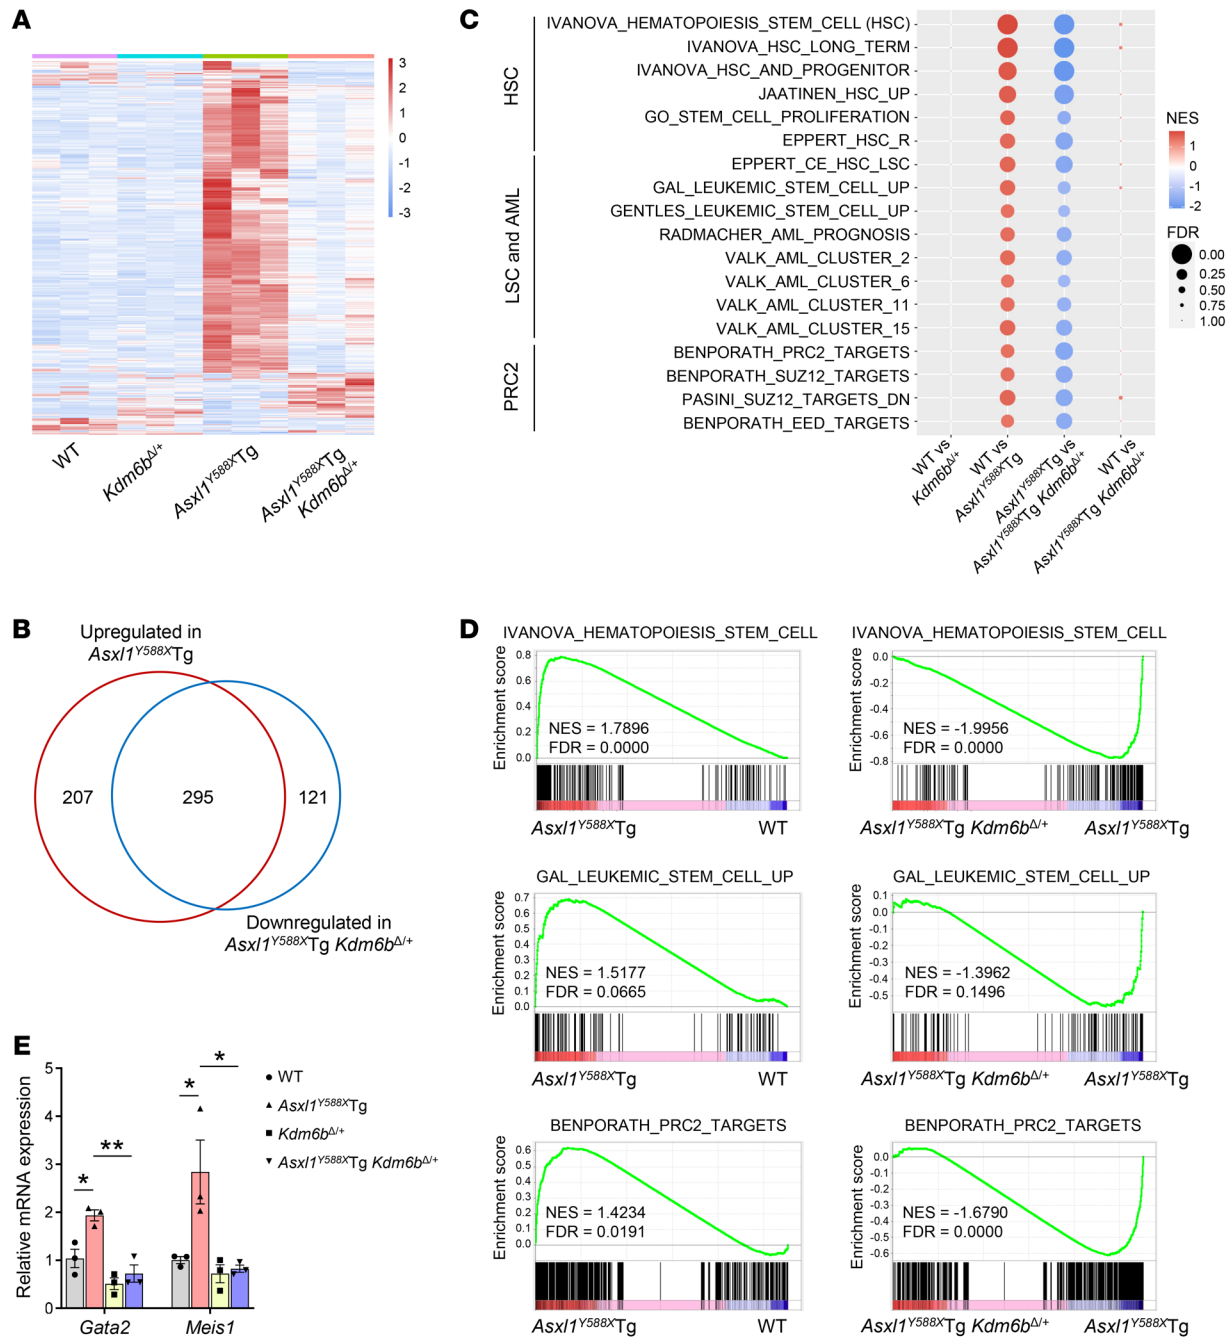 A
3
2
1
0
-1
-2
-3
WT
Kdm6bΔ/+
Asxl1Y588XTg
Asxl1Y588XTg
Kdm6bΔ/+
C
HSC
IVANOVA_HEMATOPOIESIS_STEM_CELL (HSC)
IVANOVA_HSC_LONG_TERM
IVANOVA_HSC_AND_PROGENITOR
JAATINEN_HSC_UP
GO_STEM_CELL_PROLIFERATION
EPPERT_HSC_R
LSC and AML
EPPERT_CE_HSC_LSC
GAL_LEUKEMIC_STEM_CELL_UP
GENTLES_LEUKEMIC_STEM_CELL_UP
RADMACHER_AML_PROGNOSIS
VALK_AML_CLUSTER_2
VALK_AML_CLUSTER_6
VALK_AML_CLUSTER_11
VALK_AML_CLUSTER_15
PRC2
BENPORATH_PRC2_TARGETS
BENPORATH_SUZ12_TARGETS
PASINI_SUZ12_TARGETS_DN
BENPORATH_EED_TARGETS
WT vs
Kdm6bΔ/+
WT vs
Asxl1Y588XTg
Asxl1Y588XTg vs
Asxl1Y588XTg Kdm6bΔ/+
WT vs
Asxl1Y588XTg Kdm6bΔ/+
NES
1
0
-1
-2
FDR
0.00
0.25
0.50
0.75
1.00
B
Upregulated in
Asxl1Y588XTg
207
295
121
Downregulated in
Asxl1Y588XTg Kdm6bΔ/+
D
IVANOVA_HEMATOPOIESIS_STEM_CELL
Enrichment score
0.8
0.6
0.4
0.2
0.0
NES = 1.7896
FDR = 0.0000
Asxl1Y588XTg
WT
IVANOVA_HEMATOPOIESIS_STEM_CELL
Enrichment score
0.0
-0.2
-0.4
-0.6
-0.8
NES = -1.9956
FDR = 0.0000
Asxl1Y588XTg Kdm6bΔ/+
Asxl1Y588XTg
GAL_LEUKEMIC_STEM_CELL_UP
Enrichment score
0.7
0.6
0.5
0.4
0.3
0.2
0.1
0.0
NES = 1.5177
FDR = 0.0665
Asxl1Y588XTg
WT
GAL_LEUKEMIC_STEM_CELL_UP
Enrichment score
0.1
0.0
-0.1
-0.2
-0.3
-0.4
-0.5
NES = -1.3962
FDR = 0.1496
Asxl1Y588XTg Kdm6bΔ/+
Asxl1Y588XTg
BENPORATH_PRC2_TARGETS
Enrichment score
0.6
0.5
0.4
0.3
0.2
0.1
0.0
NES = 1.4234
FDR = 0.0191
Asxl1Y588XTg
WT
BENPORATH_PRC2_TARGETS
Enrichment score
0.0
-0.1
-0.2
-0.3
-0.4
-0.5
-0.6
NES = -1.6790
FDR = 0.0000
Asxl1Y588XTg Kdm6bΔ/+
Asxl1Y588XTg
E
Relative mRNA expression
5
4
3
2
1
0
*
**
*
*
Gata2
Meis1
WT
Asxl1Y588XTg
Kdm6bΔ/+
Asxl1Y588XTg Kdm6bΔ/+